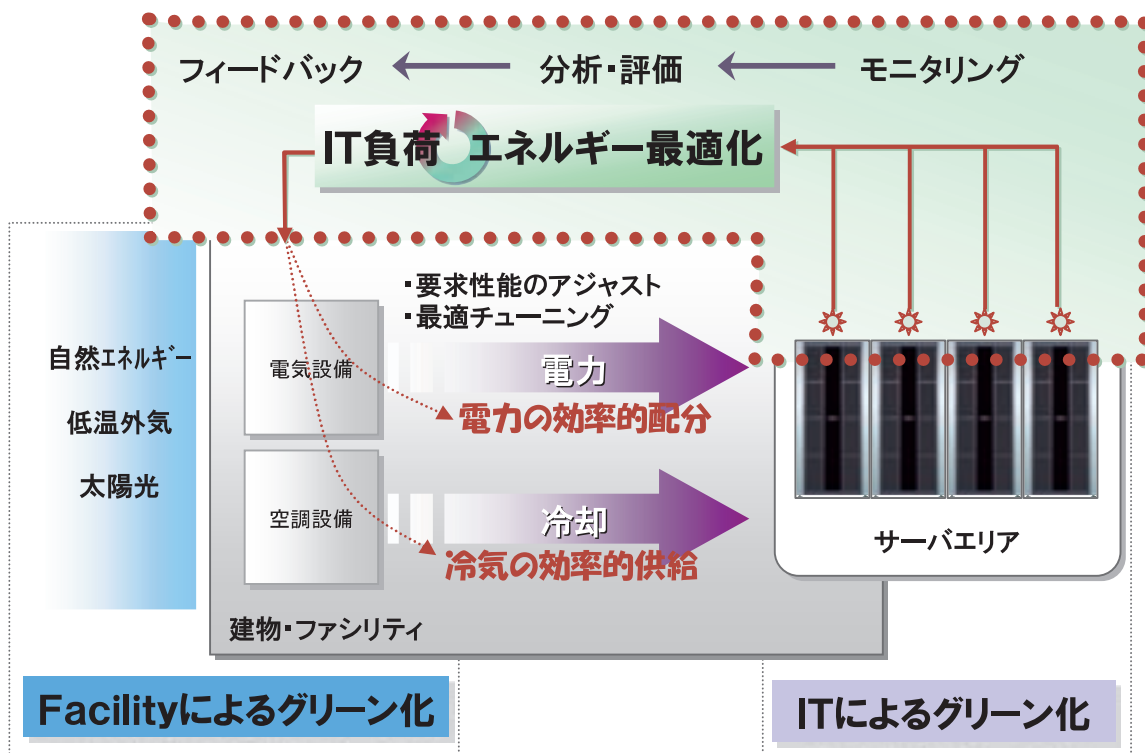 フィードバック
分析・評価
モニタリング
IT負荷 エネルギー最適化
・要求性能のアジャスト
・最適チューニング
自然エネルギー
低温外気
太陽光
電気設備
電力
電力の効率的配分
空調設備
冷却
冷気の効率的供給
サーバエリア
建物・ファシリティ
Facilityによるグリーン化
ITによるグリーン化